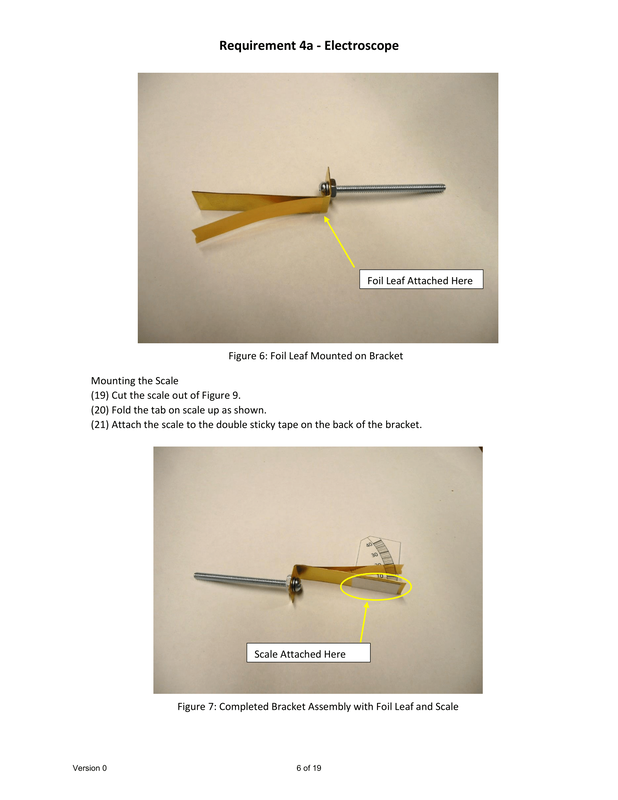 Requirement 4a - Electroscope
Foil Leaf Attached Here
Figure 6: Foil Leaf Mounted on Bracket
Mounting the Scale
(19) Cut the scale out of Figure 9.
(20) Fold the tab on scale up as shown.
(21) Attach the scale to the double sticky tape on the back of the bracket.
40
30
10
Scale Attached Here
Figure 7: Completed Bracket Assembly with Foil Leaf and Scale
Version 0
6 of 19